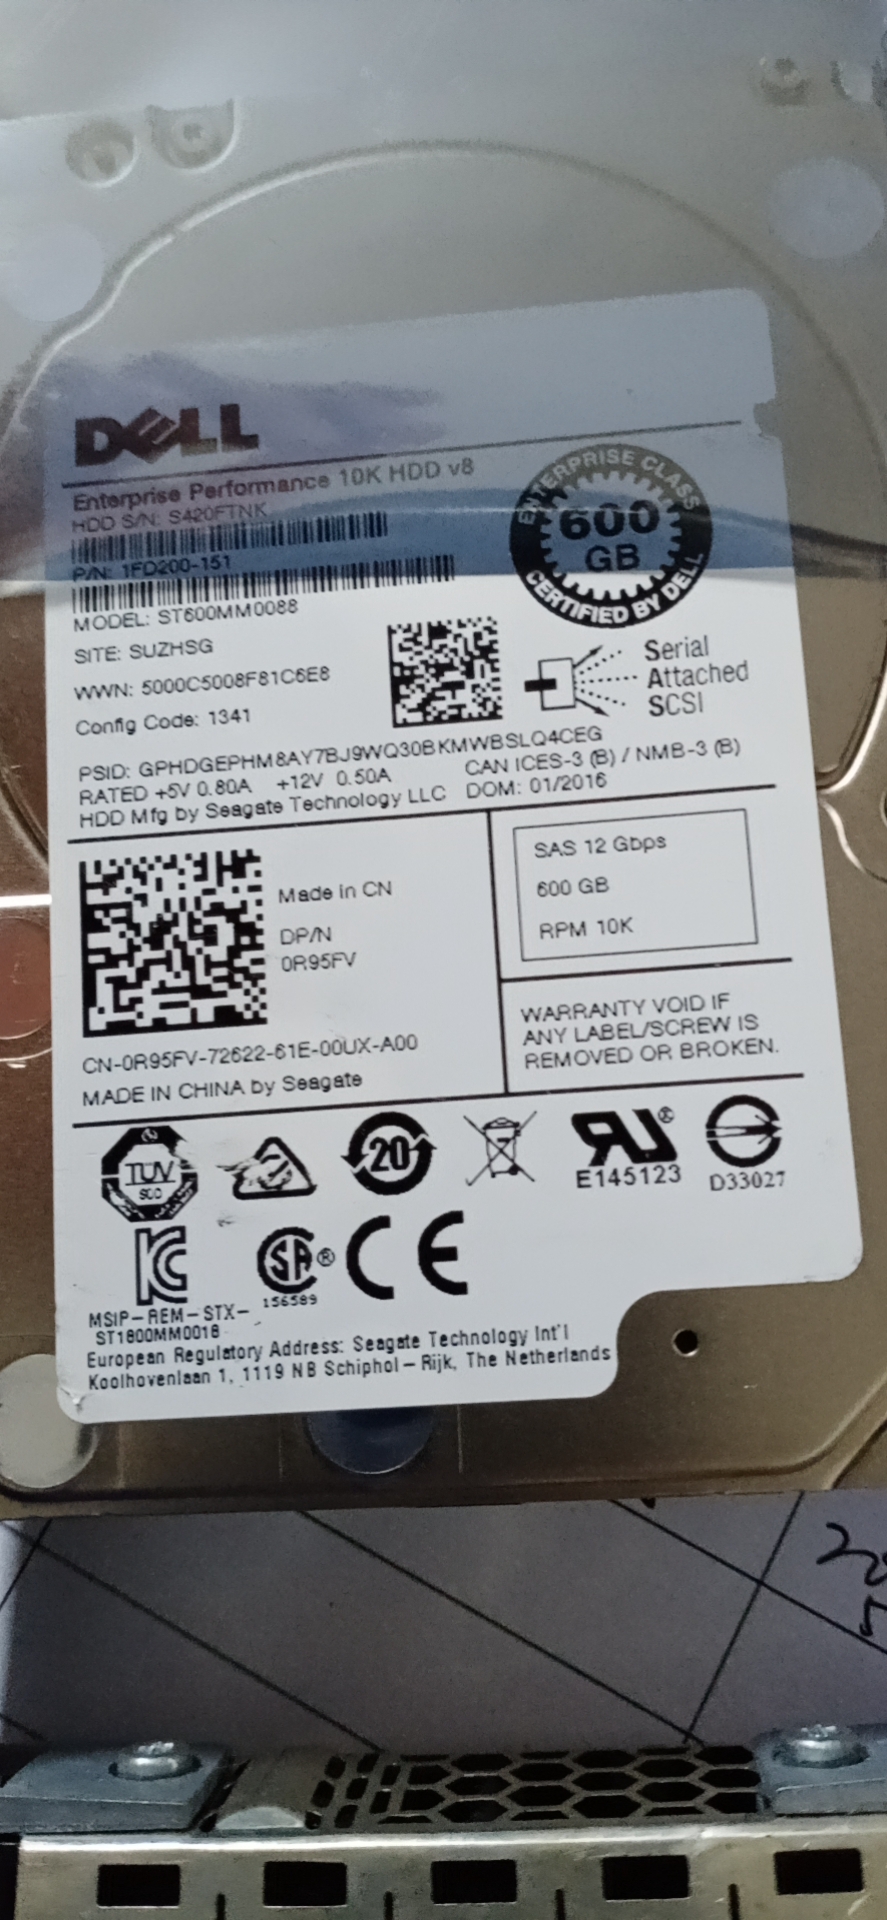 DELL
Enterprise Performance 10K HDD v8
HDD S/N: S420FTNK
P/N: 1FD200-151
MODEL: ST600MM0088
SITE: SUZHSG
WWN: 5000C5008F81C6E8
Config Code: 1341
ENTERPRISE CLASS
600
GB
CERTIFIED BY DELL
Serial
Attached
SCSI
PSID: GPHDGEPHM8AY7BJ9WQ30BKMWBSLQ4CEG
RATED +5V 0.80A +12V 0.50A CAN ICES-3 (B) / NMB-3 (B)
HDD Mfg by Seagate Technology LLC DOM: 01/2016
Made in CN
DP/N
0R95FV
CN-0R95FV-72622-61E-00UX-A00
MADE IN CHINA by Seagate
SAS 12 Gbps
600 GB
RPM 10K
WARRANTY VOID IF
ANY LABEL/SCREW IS
REMOVED OR BROKEN.
TUV
20
E145123
D33027
SA®
156589
CE
MSIP-REM-STX-
ST1800MM0018
European Regulatory Address: Seagate Technology Int'l
Koolhovenlaan 1, 1119 NB Schiphol-Rijk, The Netherlands